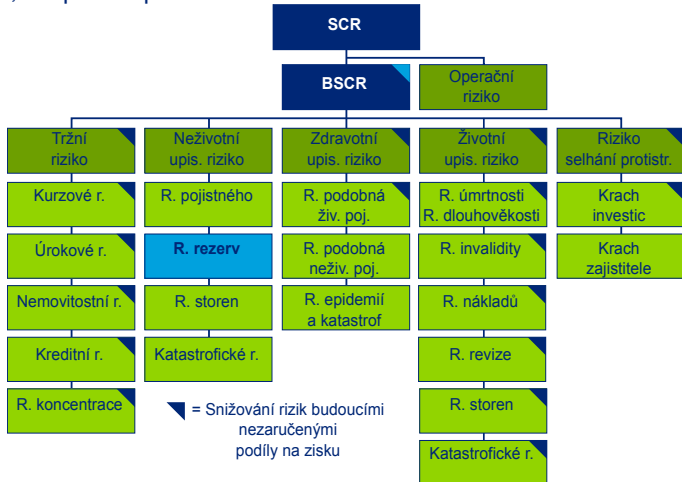 SCR
BSCR
Operační
riziko
Tržní
riziko
Neživotní
upis. riziko
Zdravotní
upis. riziko
Životní
upis. riziko
Riziko
selhání protistr.
Kurzové r.
R. pojistného
R. podobná
živ. poj.
R. úmrtnosti
R. dlouhověkosti
Krach
investic
Úrokové r.
R. rezerv
R. podobná
neživ. poj.
R. invalidity
Krach
zajistitele
Nemovitostní r.
R. storen
R. epidemií
a katastrof
R. nákladů
Kreditní r.
Katastrofické r.
R. revize
R. koncentrace
= Snižování rizik budoucími
nezaručenými
podíly na zisku
R. storen
Katastrofické r.